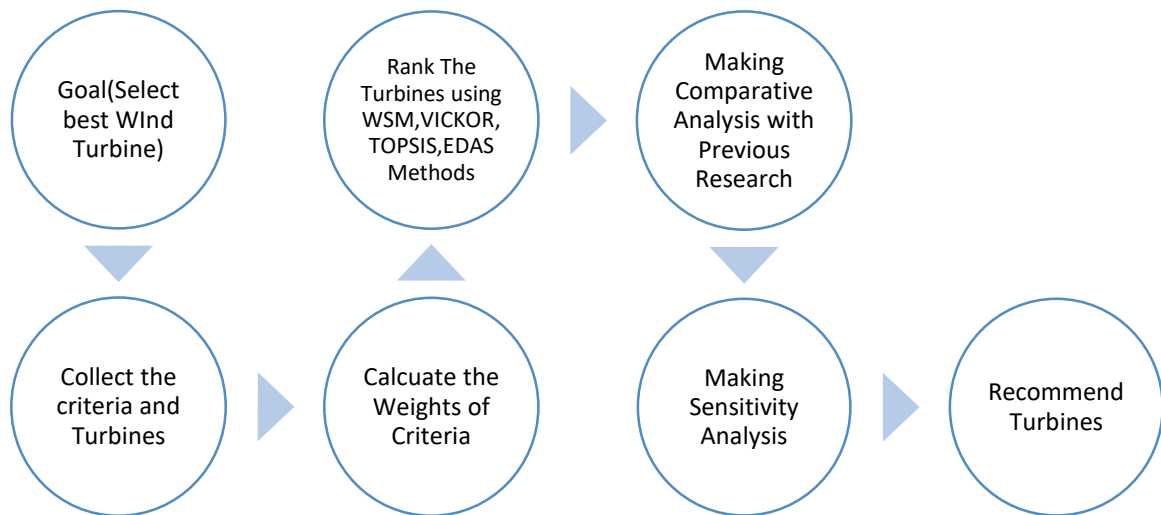 Goal(Select
best WInd
Turbine)
Collect the
criteria and
Turbines
Calcuate the
Weights of
Criteria
Rank The
Turbines using
WSM,VICKOR,
TOPSIS,EDAS
Methods
Making
Comparative
Analysis with
Previous
Research
Making
Sensitivity
Analysis
Recommend
Turbines